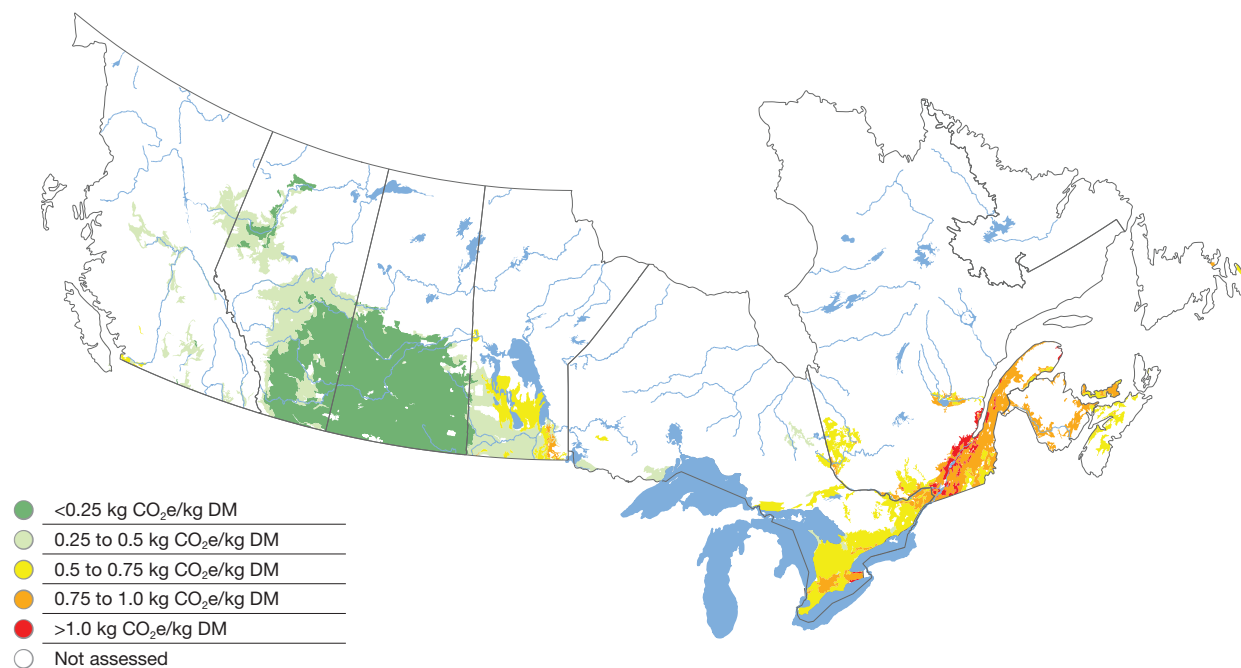 <0.25 kg CO₂e/kg DM
0.25 to 0.5 kg CO₂e/kg DM
0.5 to 0.75 kg CO₂e/kg DM
0.75 to 1.0 kg CO₂e/kg DM
>1.0 kg CO₂e/kg DM
Not assessed